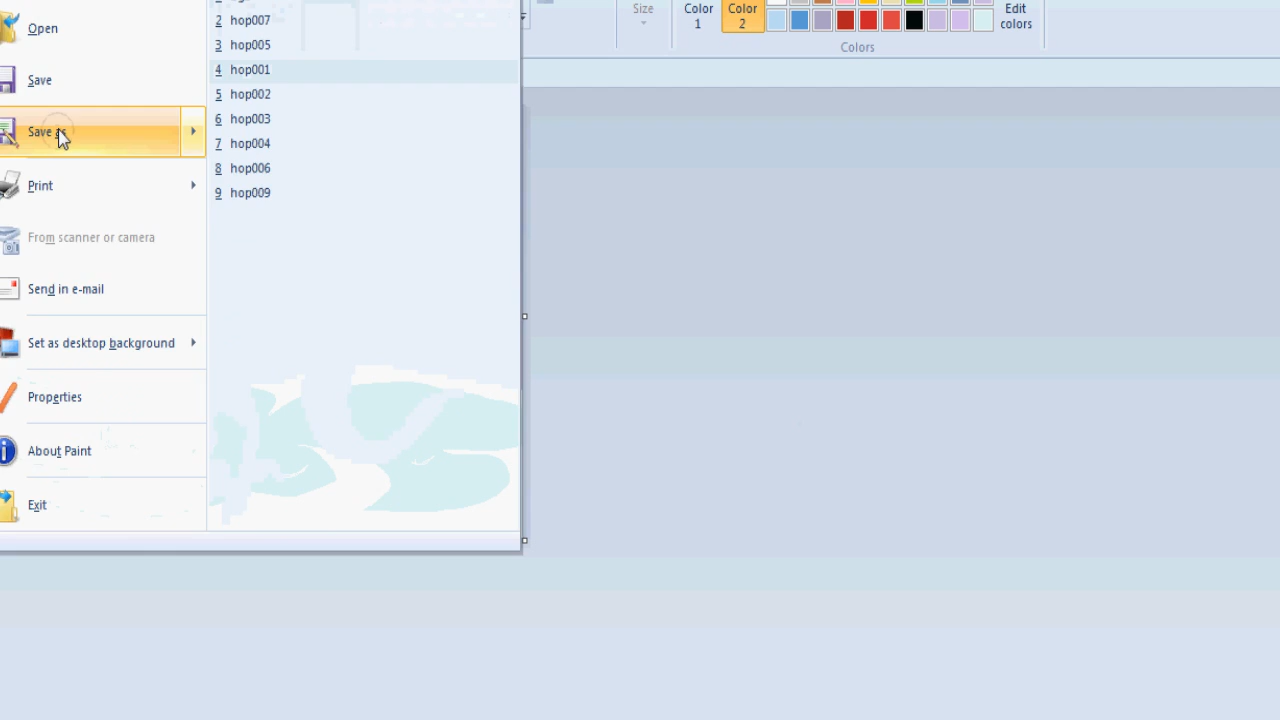 2 hop007
Open
3 hop005
Size
Color 1
Color 2
Edit colors
Colors
4 hop001
Save
5 hop002
6 hop003
Save as
7 hop004
8 hop006
Print
9 hop009
From scanner or camera
Send in e-mail
Set as desktop background
Properties
About Paint
Exit